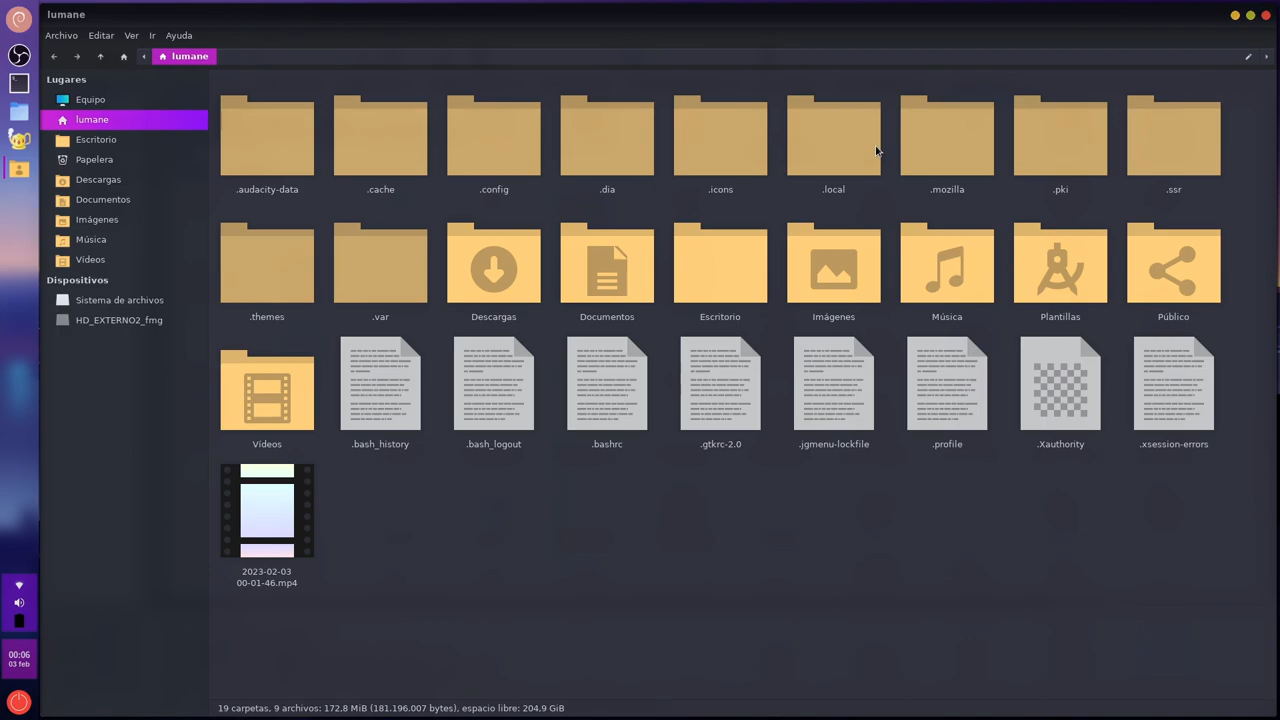 lumane
Archivo Editar Ver Ir Ayuda
lumane
Lugares
Equipo
lumane
Escritorio
Papelera
Descargas
Documentos
Imágenes
Música
Vídeos
Dispositivos
Sistema de archivos
HD_EXTERNO2_fmg
.audacity-data .cache .config .dia .icons .local .mozilla .pki .ssr
.themes .var Descargas Documentos Escritorio Imágenes Música Plantillas Público
Vídeos .bash_history .bash_logout .bashrc .gtkrc-2.0 .jgmenu-lockfile .profile .Xauthority .xsession-errors
2023-02-03
00-01-46.mp4
00:06
03 feb
19 carpetas, 9 archivos: 172,8 MiB (181.196.007 bytes), espacio libre: 204,9 GiB